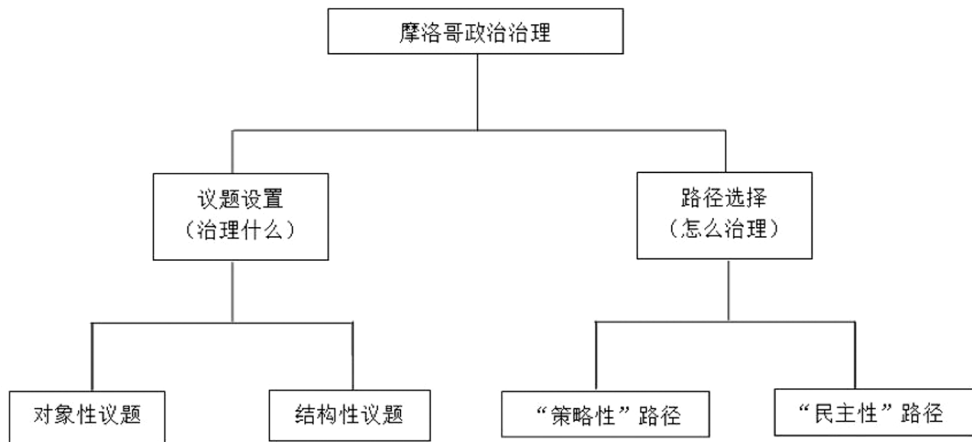 摩洛哥政治治理
议题设置
（治理什么）
路径选择
（怎么治理）
对象性议题
结构性议题
“策略性”路径
“民主性”路径